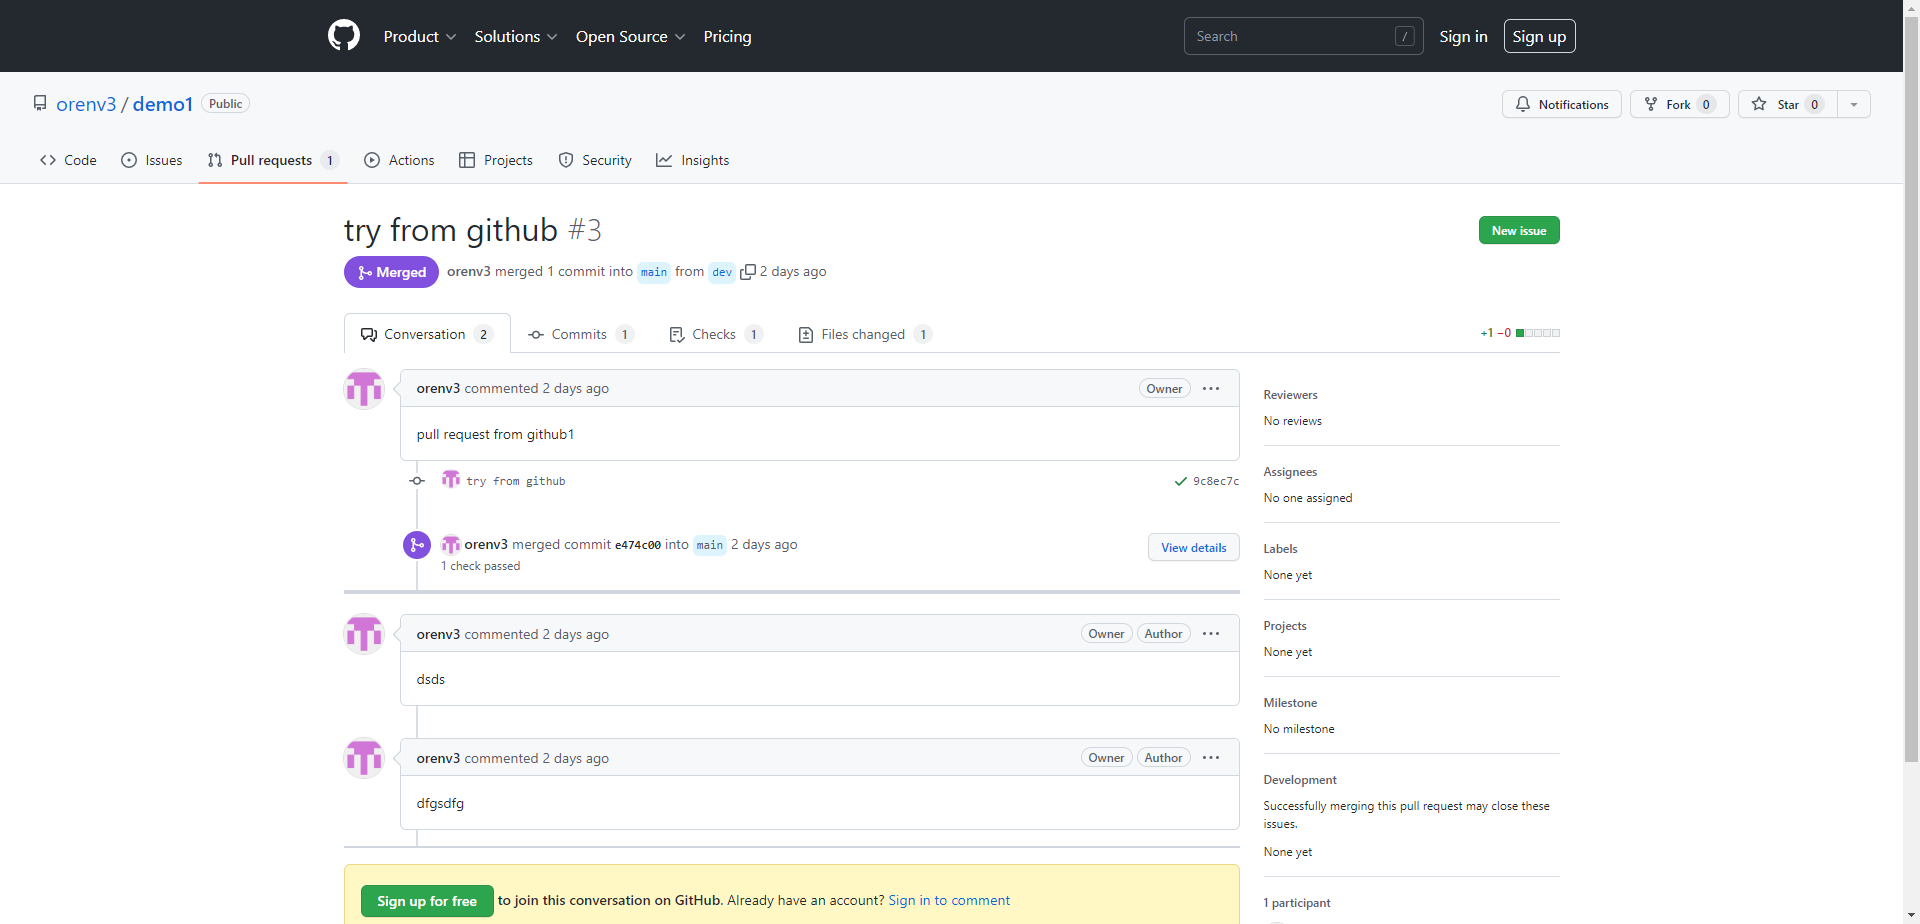 Product Solutions Open Source Pricing Search / Sign in Sign up
orenv3 / demo1 Public Notifications Fork 0 Star 0
Code Issues Pull requests 1 Actions Projects Security Insights
try from github #3 New issue
Merged orenv3 merged 1 commit into main from dev 2 days ago
Conversation 2 Commits 1 Checks 1 Files changed 1 +1 −0
orenv3 commented 2 days ago Owner ...
pull request from github1
try from github 9c8ec7c
orenv3 merged commit e474c00 into main 2 days ago View details
1 check passed
orenv3 commented 2 days ago Owner Author ...
dsds
orenv3 commented 2 days ago Owner Author ...
dfgsdfg
Sign up for free to join this conversation on GitHub. Already have an account? Sign in to comment
Reviewers
No reviews
Assignees
No one assigned
Labels
None yet
Projects
None yet
Milestone
No milestone
Development
Successfully merging this pull request may close these
issues.
None yet
1 participant